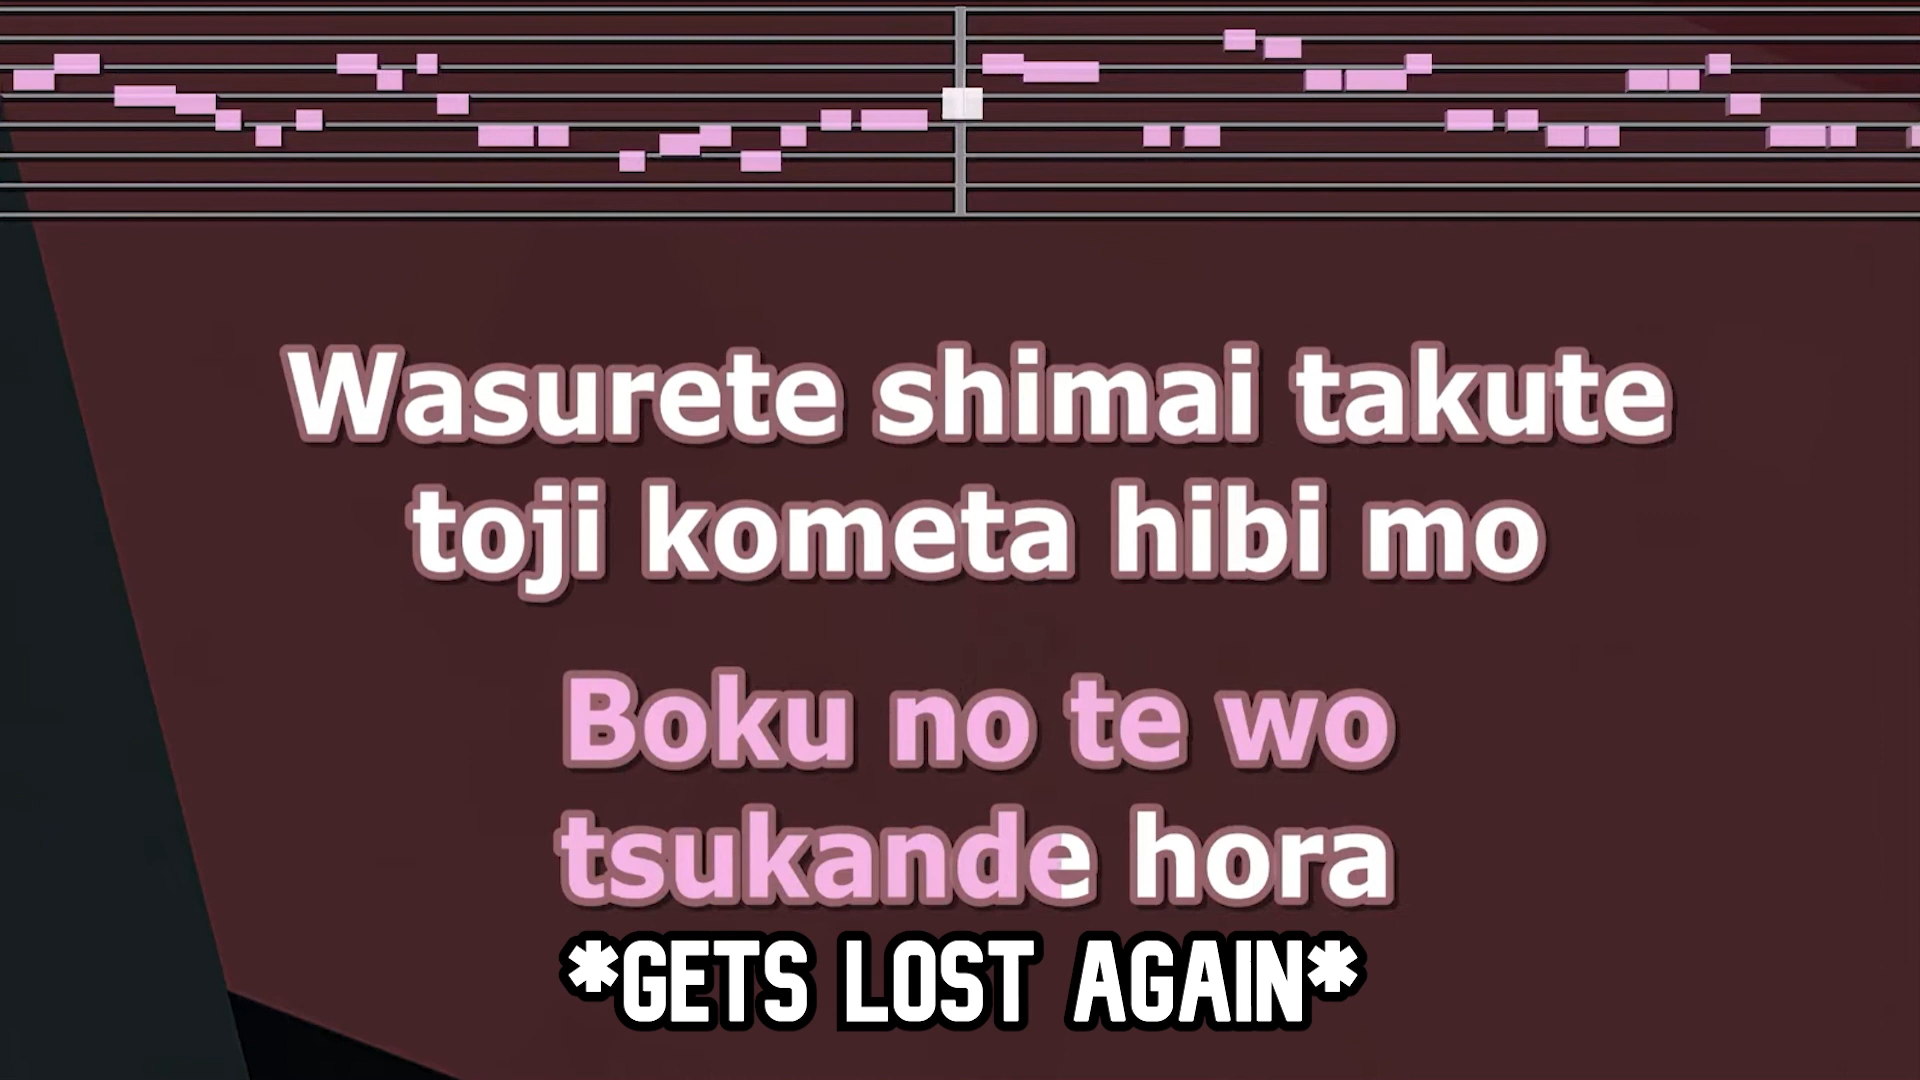 Wasurete shimai takute
toji kometa hibi mo
Boku no te wo
tsukande hora
*GETS LOST AGAIN*